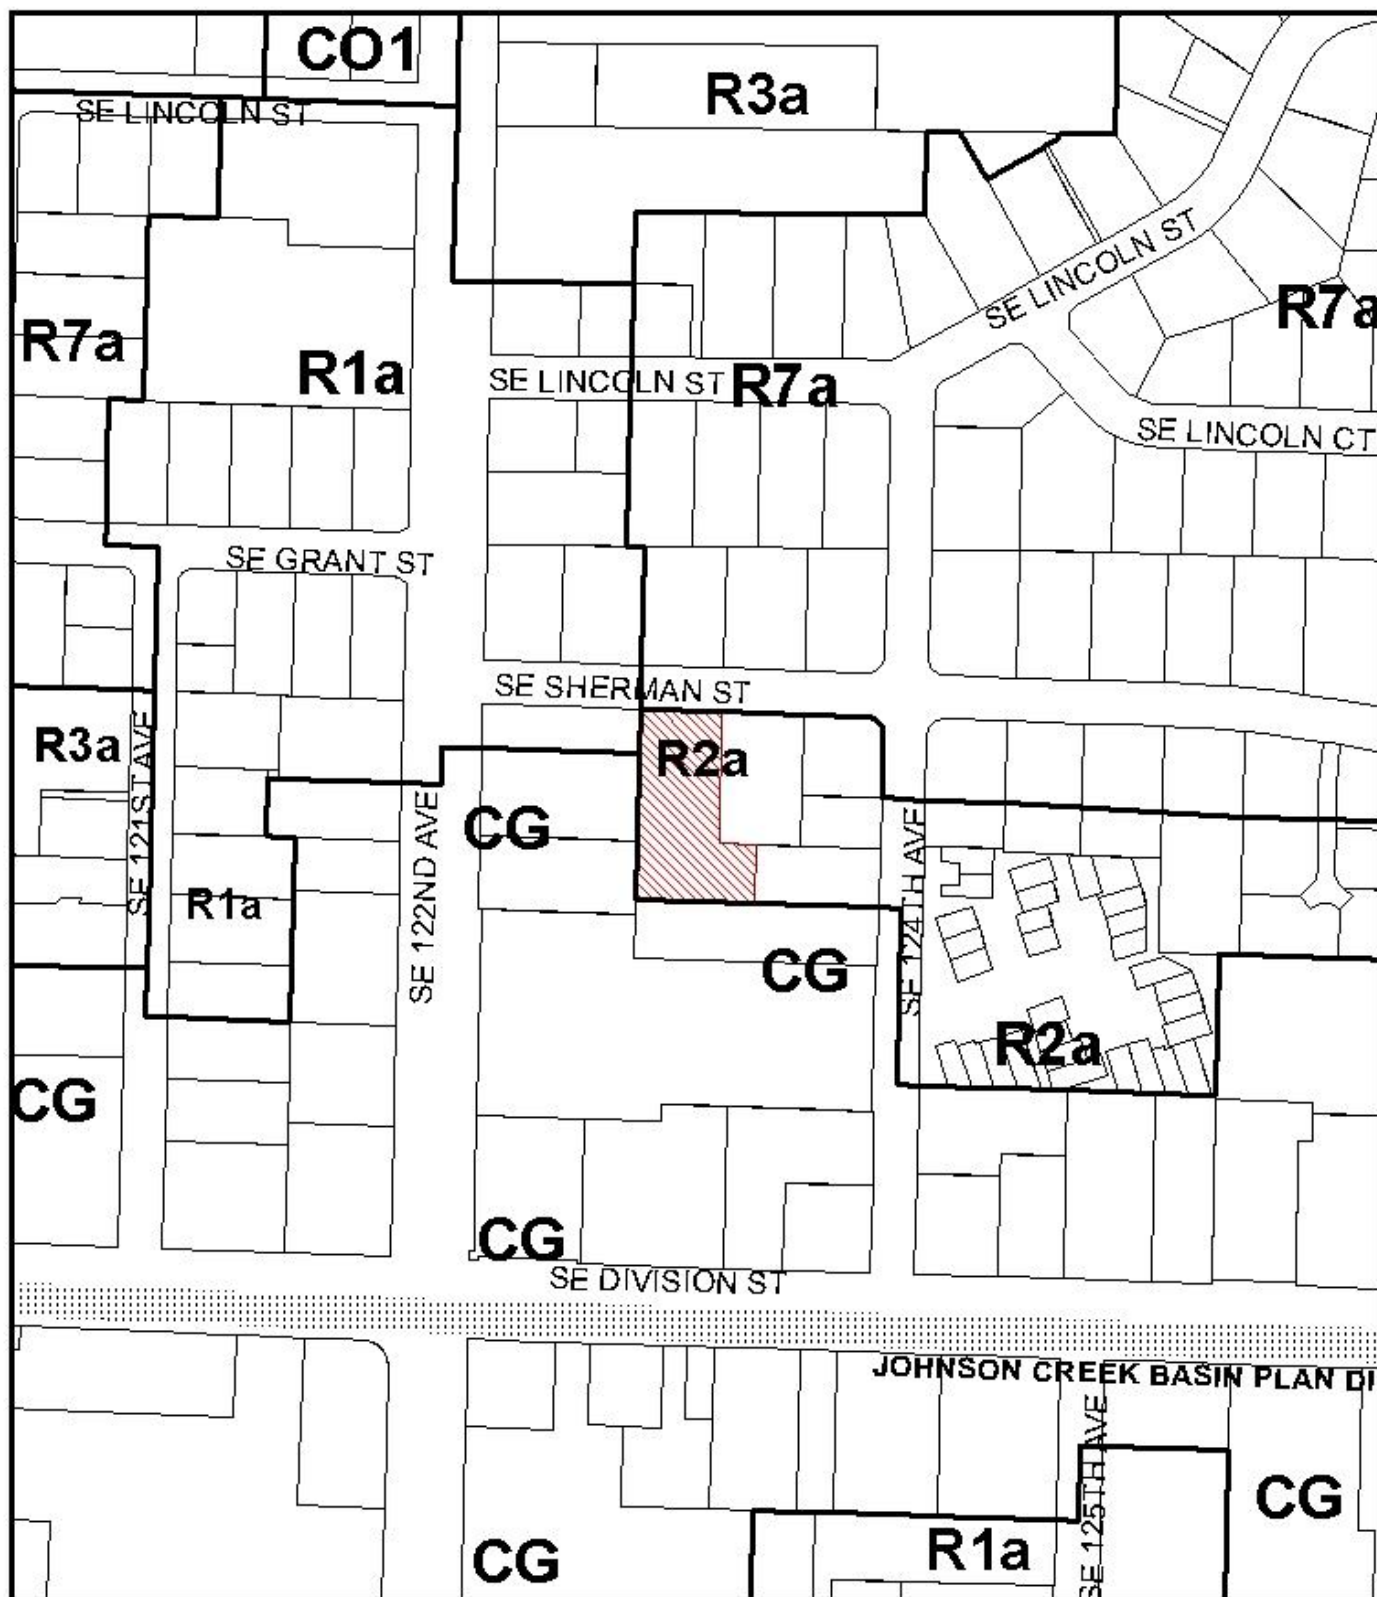 CO1
R3a
SE LINCOLN ST
SE LINCOLN ST
R7a
R7a
R1a
SE LINCOLN ST
R7a
SE LINCOLN CT
SE GRANT ST
SE SHERMAN ST
R3a
R2a
SE 121ST AVE
SE 122ND AVE
CG
SE 124TH AVE
R1a
CG
R2a
CG
CG
SE DIVISION ST
JOHNSON CREEK BASIN PLAN DI
SE 125TH AVE
CG
R1a
CG